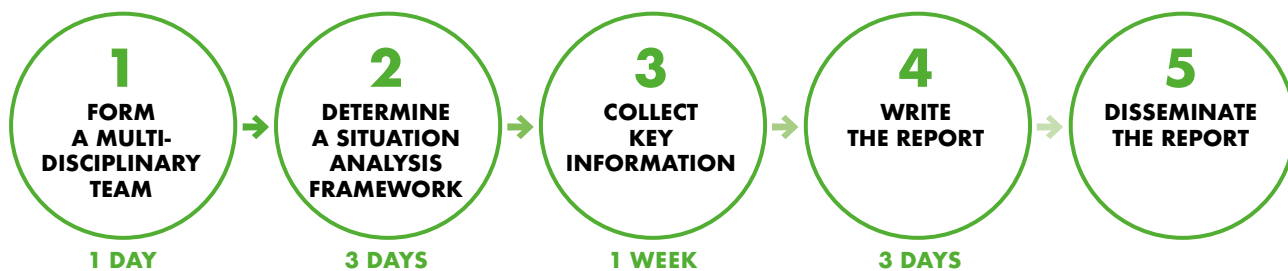 1
FORM
A MULTI-
DISCIPLINARY
TEAM
1 DAY
2
DETERMINE
A SITUATION
ANALYSIS
FRAMEWORK
3 DAYS
3
COLLECT
KEY
INFORMATION
1 WEEK
4
WRITE
THE REPORT
3 DAYS
5
DISSEMINATE
THE REPORT